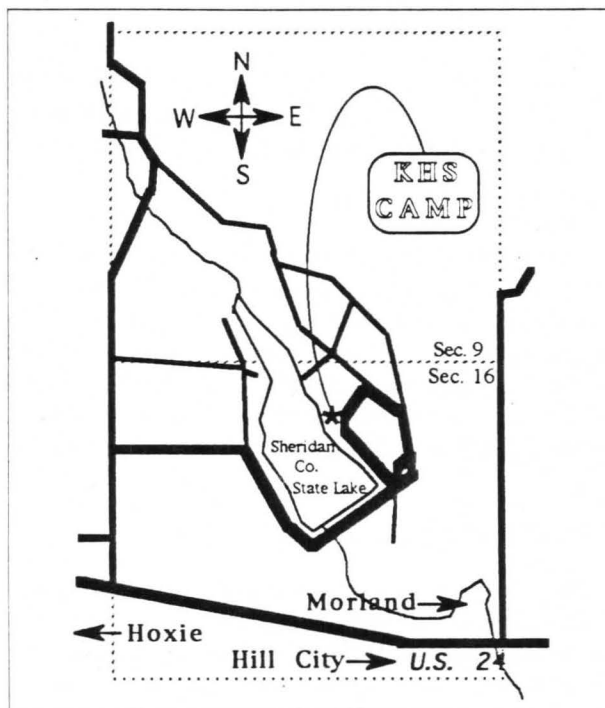 N
W E
S
KHS
CAMP
Sec. 9
Sec. 16
Sheridan
Co.
State Lake
Morland
Hoxie
Hill City U.S. 24